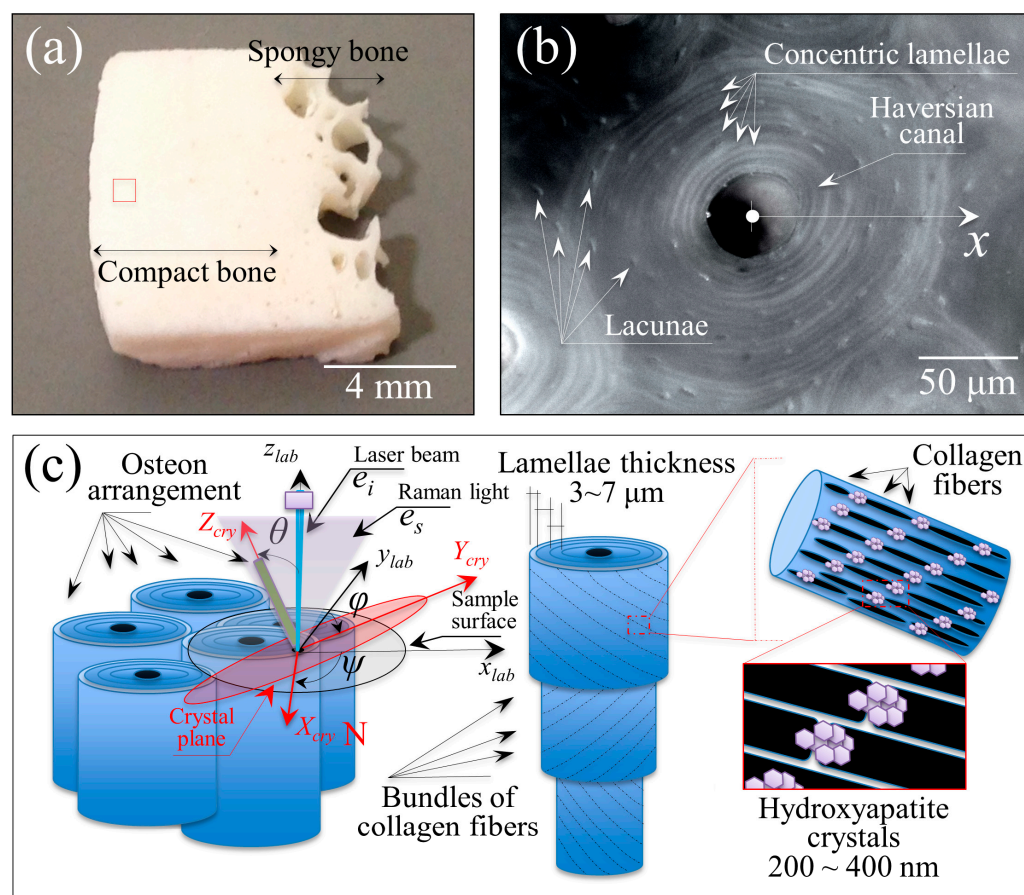 (a)
Spongy bone
Compact bone
4 mm
(b)
Concentric lamellae
Haversian
canal
x
Lacunae
50 μm
(c)
Osteon
arrangement
z_lab
Laser beam
e_i
Raman light
e_s
Z_cry
θ
y_lab
Y_cry
φ
Sample
surface
ψ
x_lab
Crystal
plane
X_cry N
Bundles of
collagen fibers
Lamellae thickness
3~7 μm
Collagen
fibers
Hydroxyapatite
crystals
200 ~ 400 nm